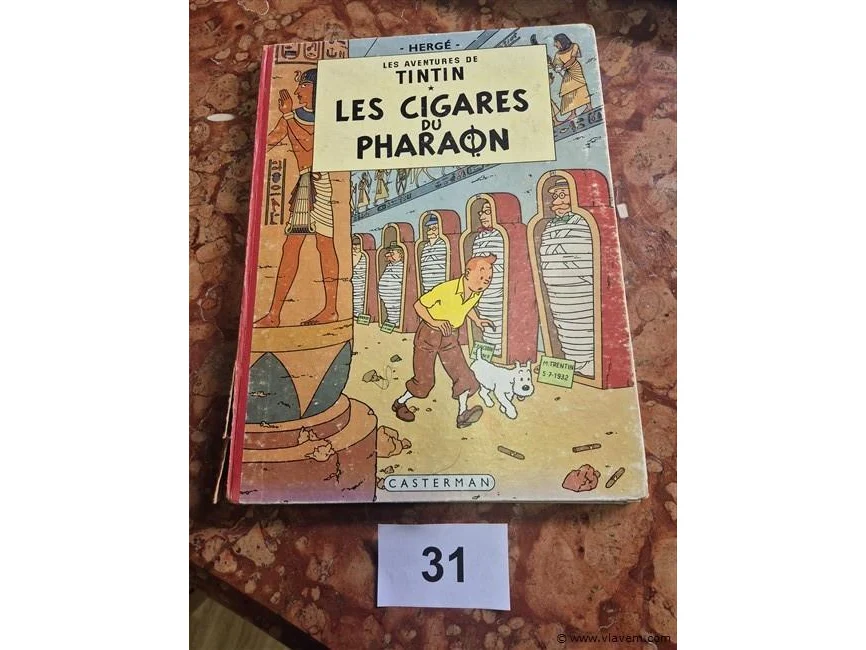 - HERGÉ -
LES AVENTURES DE
TINTIN
LES CIGARES
DU
PHARAON
M.TRENTIN
5-7-1932
CASTERMAN
31
© www.vlavem.com